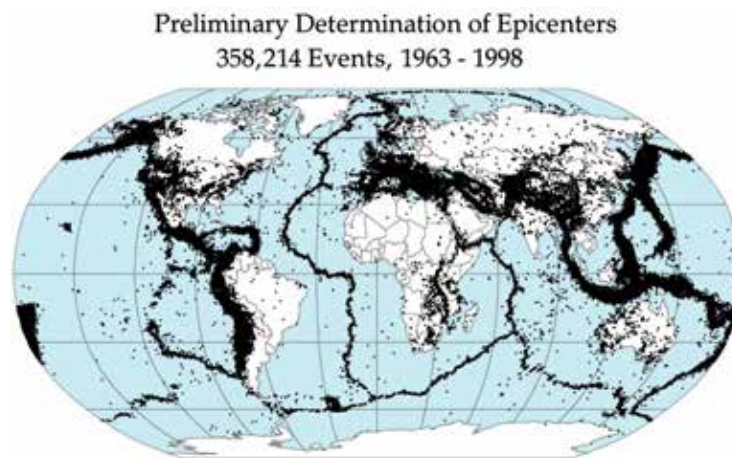 Preliminary Determination of Epicenters
358,214 Events, 1963 - 1998